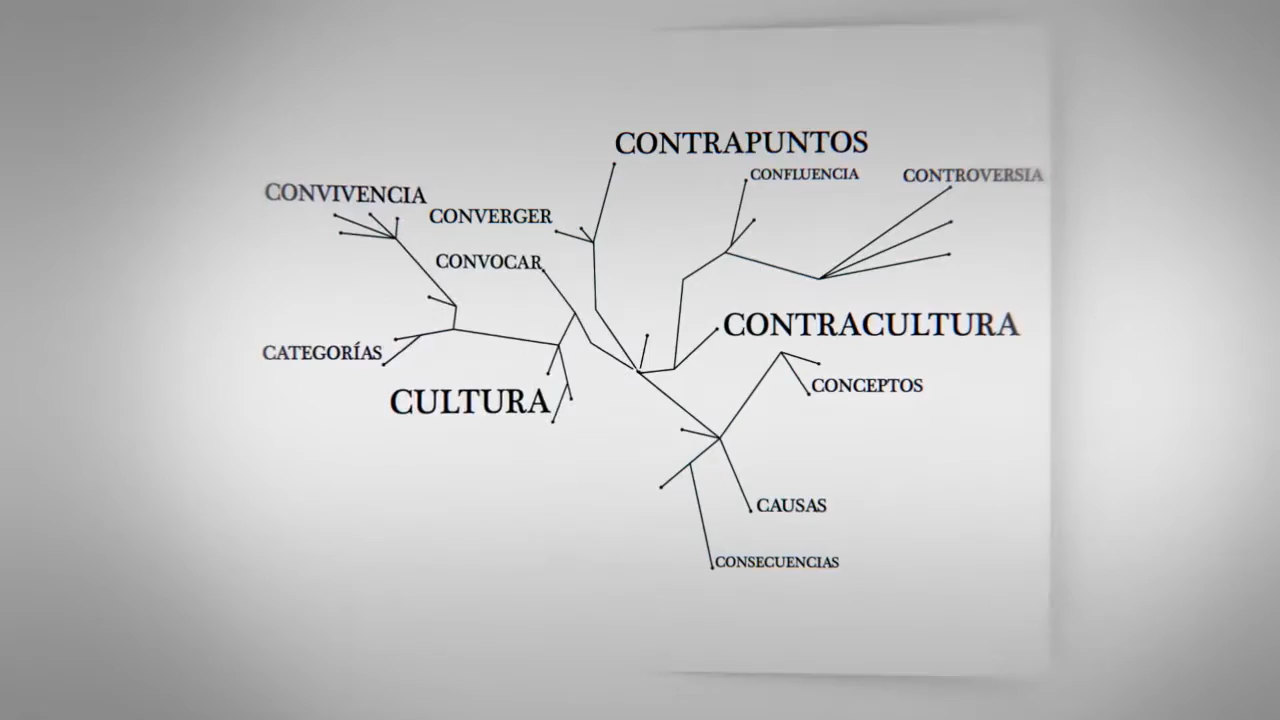 CONTRAPUNTOS
CONFLUENCIA
CONTROVERSIA
CONVIVENCIA
CONVERGER
CONVOCAR
CONTRACULTURA
CATEGORÍAS
CONCEPTOS
CULTURA
CAUSAS
CONSECUENCIAS